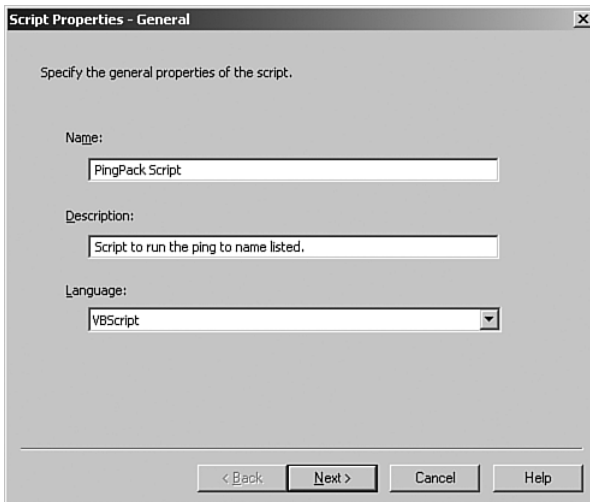 Script Properties - General
Specify the general properties of the script.
Name:
PingPack Script
Description:
Script to run the ping to name listed.
Language:
VBScript
< Back Next > Cancel Help